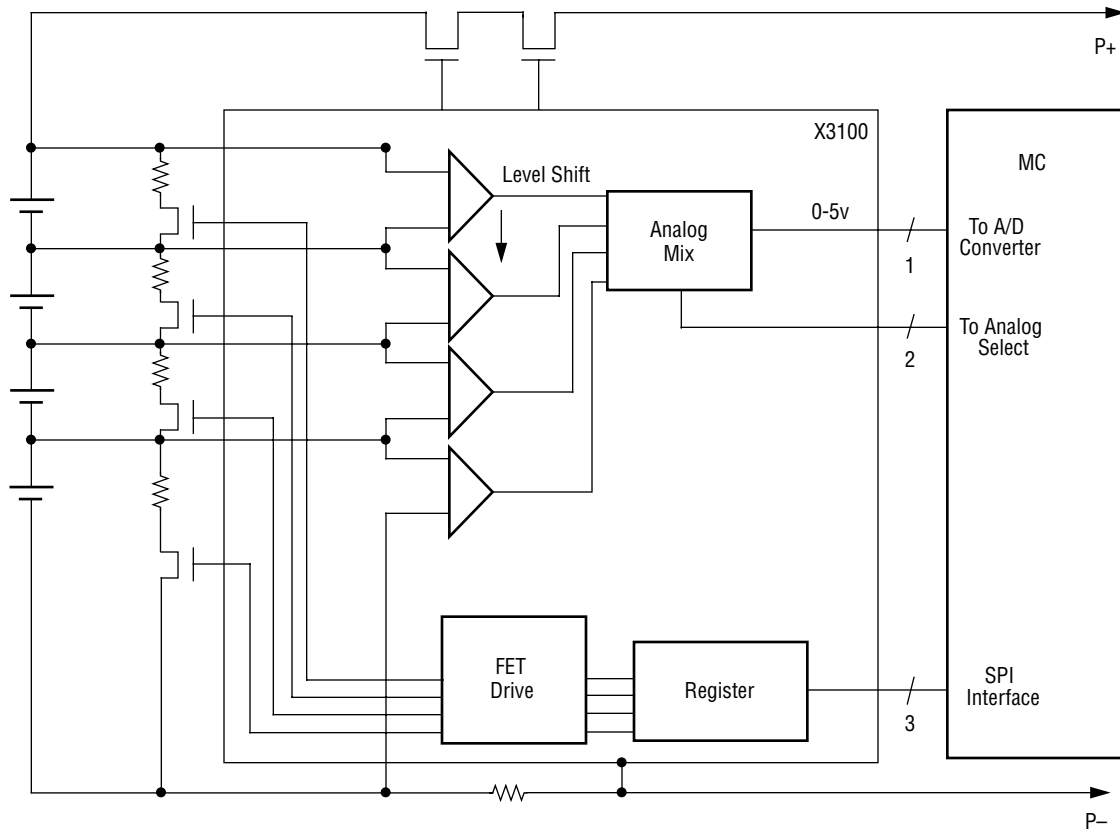 P+
X3100
MC
Level Shift
Analog
Mix
0-5v
To A/D
Converter
1
To Analog
Select
2
FET
Drive
Register
SPI
Interface
3
P–